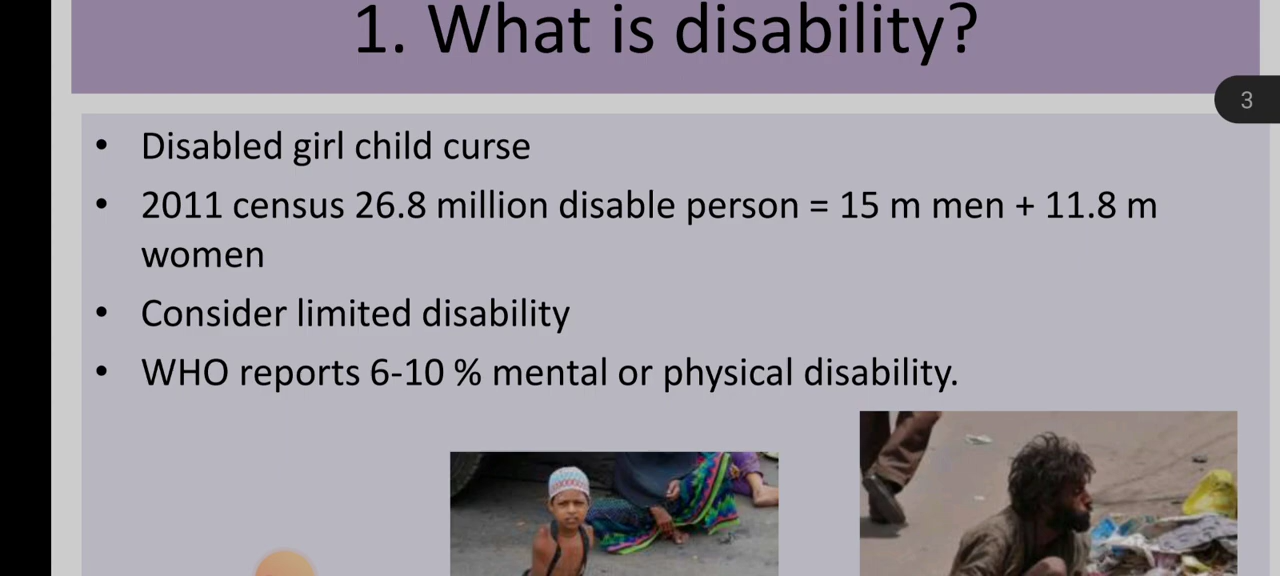 1. What is disability?
3
• Disabled girl child curse
• 2011 census 26.8 million disable person = 15 m men + 11.8 m
women
• Consider limited disability
• WHO reports 6-10 % mental or physical disability.